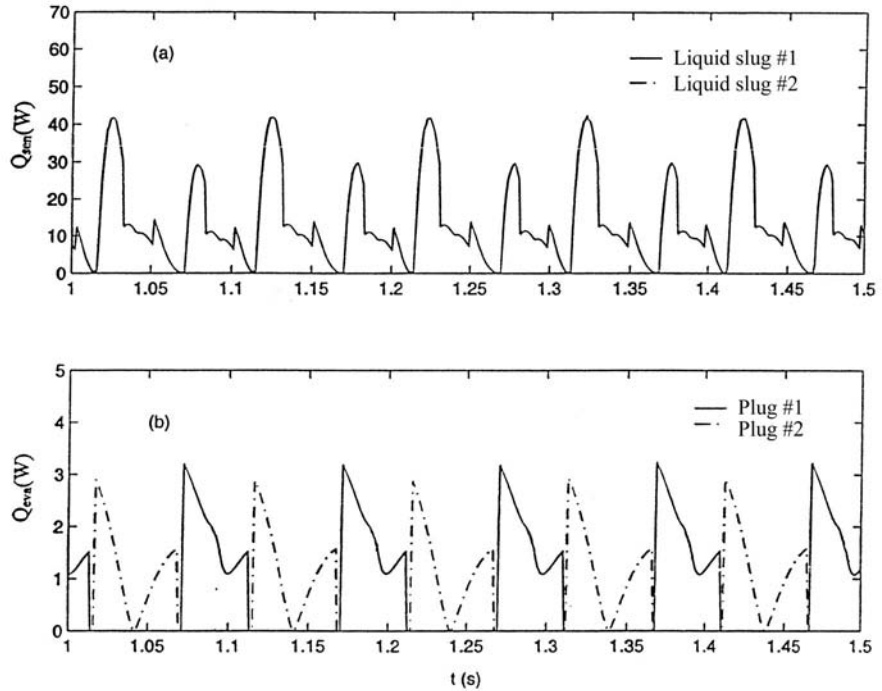 70
60
50
40
30
20
10
0
Q_sen(W)
(a)
Liquid slug #1
Liquid slug #2
1 1.05 1.1 1.15 1.2 1.25 1.3 1.35 1.4 1.45 1.5
5
4
3
2
1
0
Q_eva(W)
(b)
Plug #1
Plug #2
1 1.05 1.1 1.15 1.2 1.25 1.3 1.35 1.4 1.45 1.5
t (s)